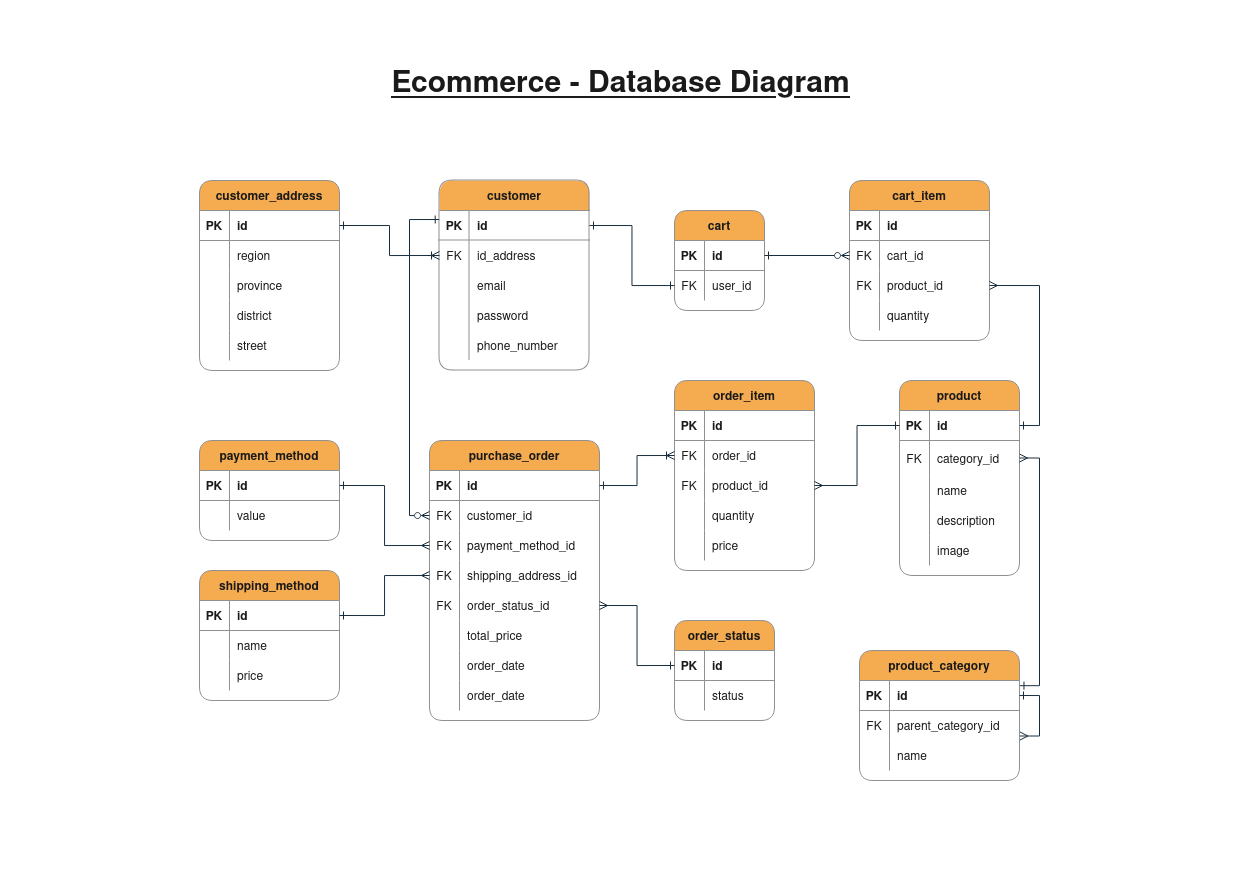 Ecommerce - Database Diagram
customer_address
PK id
region
province
district
street
customer
PK id
FK id_address
email
password
phone_number
cart
PK id
FK user_id
cart_item
PK id
FK cart_id
FK product_id
quantity
payment_method
PK id
value
shipping_method
PK id
name
price
purchase_order
PK id
FK customer_id
FK payment_method_id
FK shipping_address_id
FK order_status_id
total_price
order_date
order_date
order_item
PK id
FK order_id
FK product_id
quantity
price
product
PK id
FK category_id
name
description
image
order_status
PK id
status
product_category
PK id
FK parent_category_id
name